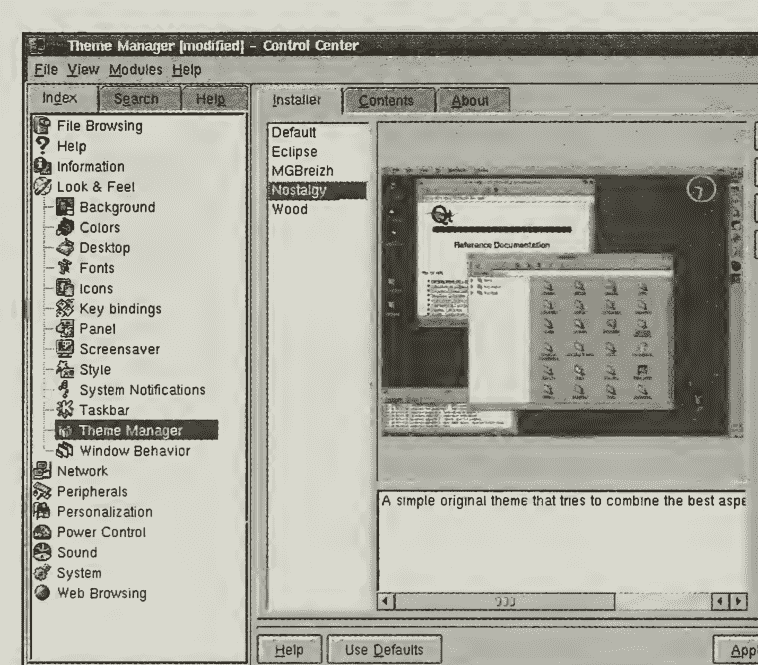 Theme Manager [modified] - Control Center
File View Modules Help
Index Search Help
Installer Contents About
File Browsing
Help
Information
Look & Feel
Background
Colors
Desktop
Fonts
Icons
Key bindings
Panel
Screensaver
Style
System Notifications
Taskbar
Theme Manager
Window Behavior
Network
Peripherals
Personalization
Power Control
Sound
System
Web Browsing
Default
Eclipse
MGBreizh
Nostalgy
Wood
Qt
Reference Documentation
A simple original theme that tries to combine the best aspe
Help Use Defaults Appl